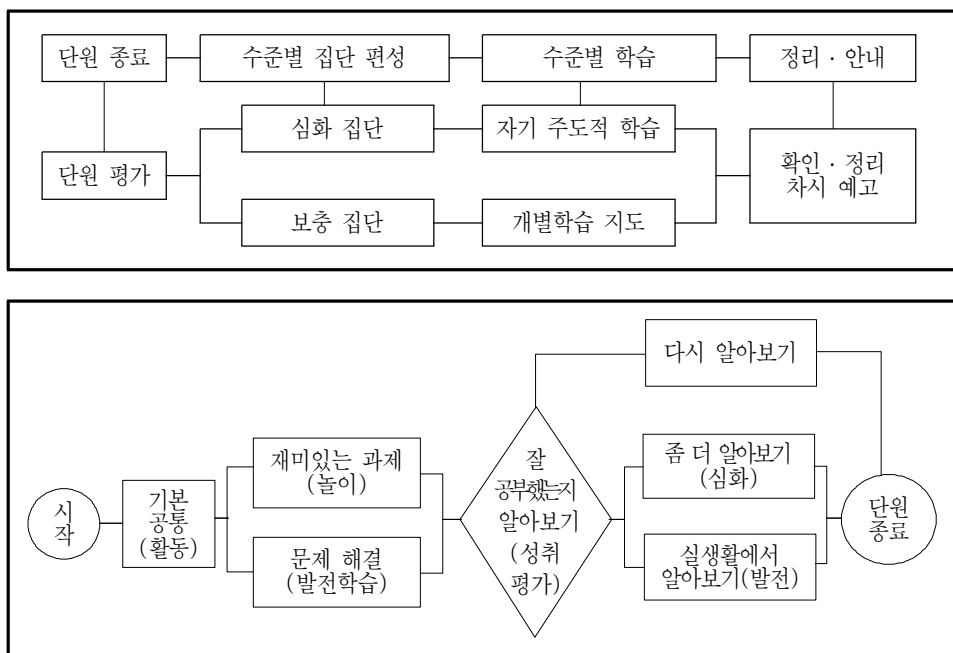 단원 종료
수준별 집단 편성
수준별 학습
정리 · 안내
심화 집단
자기 주도적 학습
단원 평가
확인 · 정리
차시 예고
보충 집단
개별학습 지도
다시 알아보기
시
작
기본
공통
(활동)
재미있는 과제
(놀이)
문제 해결
(발전학습)
잘
공부했는지
알아보기
(성취
평가)
좀 더 알아보기
(심화)
실생활에서
알아보기(발전)
단원
종료